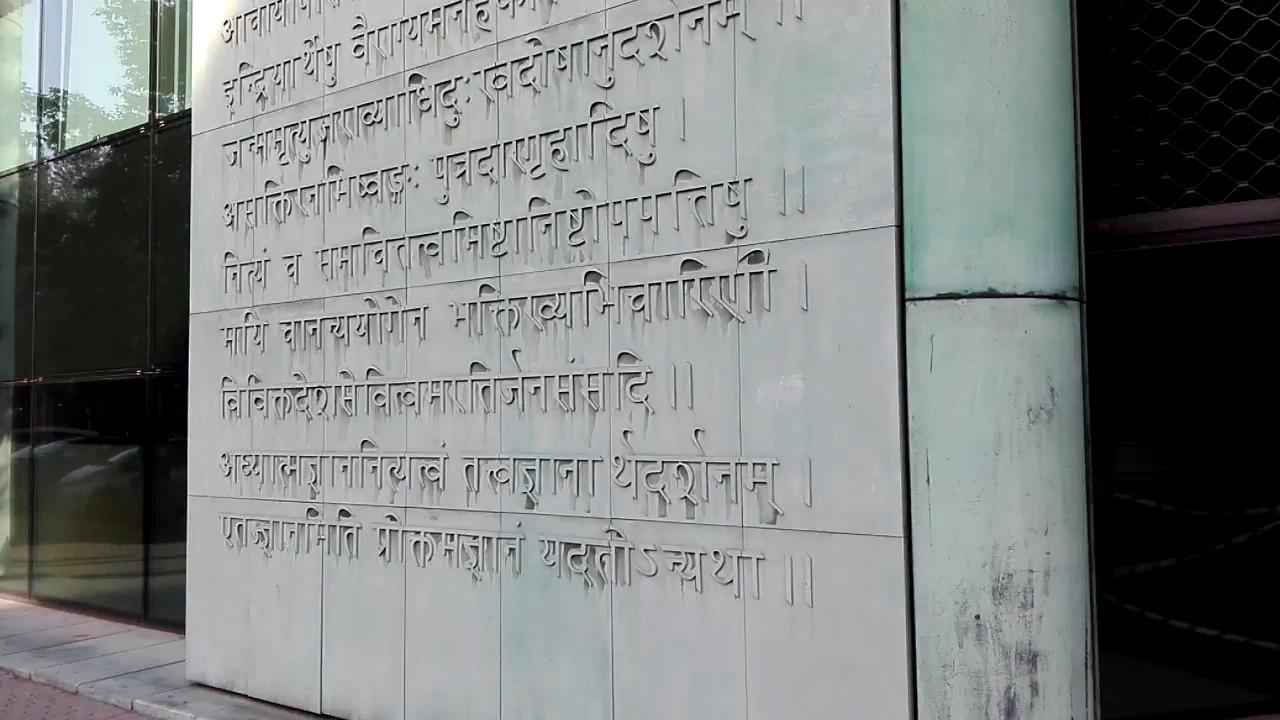 इन्द्रियार्थेषु
जन्ममृत्युजराव्याधिदुःखदोषानुदर्शनम् ॥
असक्तिरनभिष्वङ्गः पुत्रदारगृहादिषु ।
नित्यं च समचित्तत्वमिष्टानिष्टोपपत्तिषु ॥
मयि चानन्ययोगेन भक्तिरव्यभिचारिणी ।
विविक्तदेशसेवित्वमरतिर्जनसंसदि ॥
अध्यात्मज्ञाननित्यत्वं तत्त्वज्ञानार्थदर्शनम् ।
एतज्ज्ञानमिति प्रोक्तमज्ञानं यदतोऽन्यथा ॥